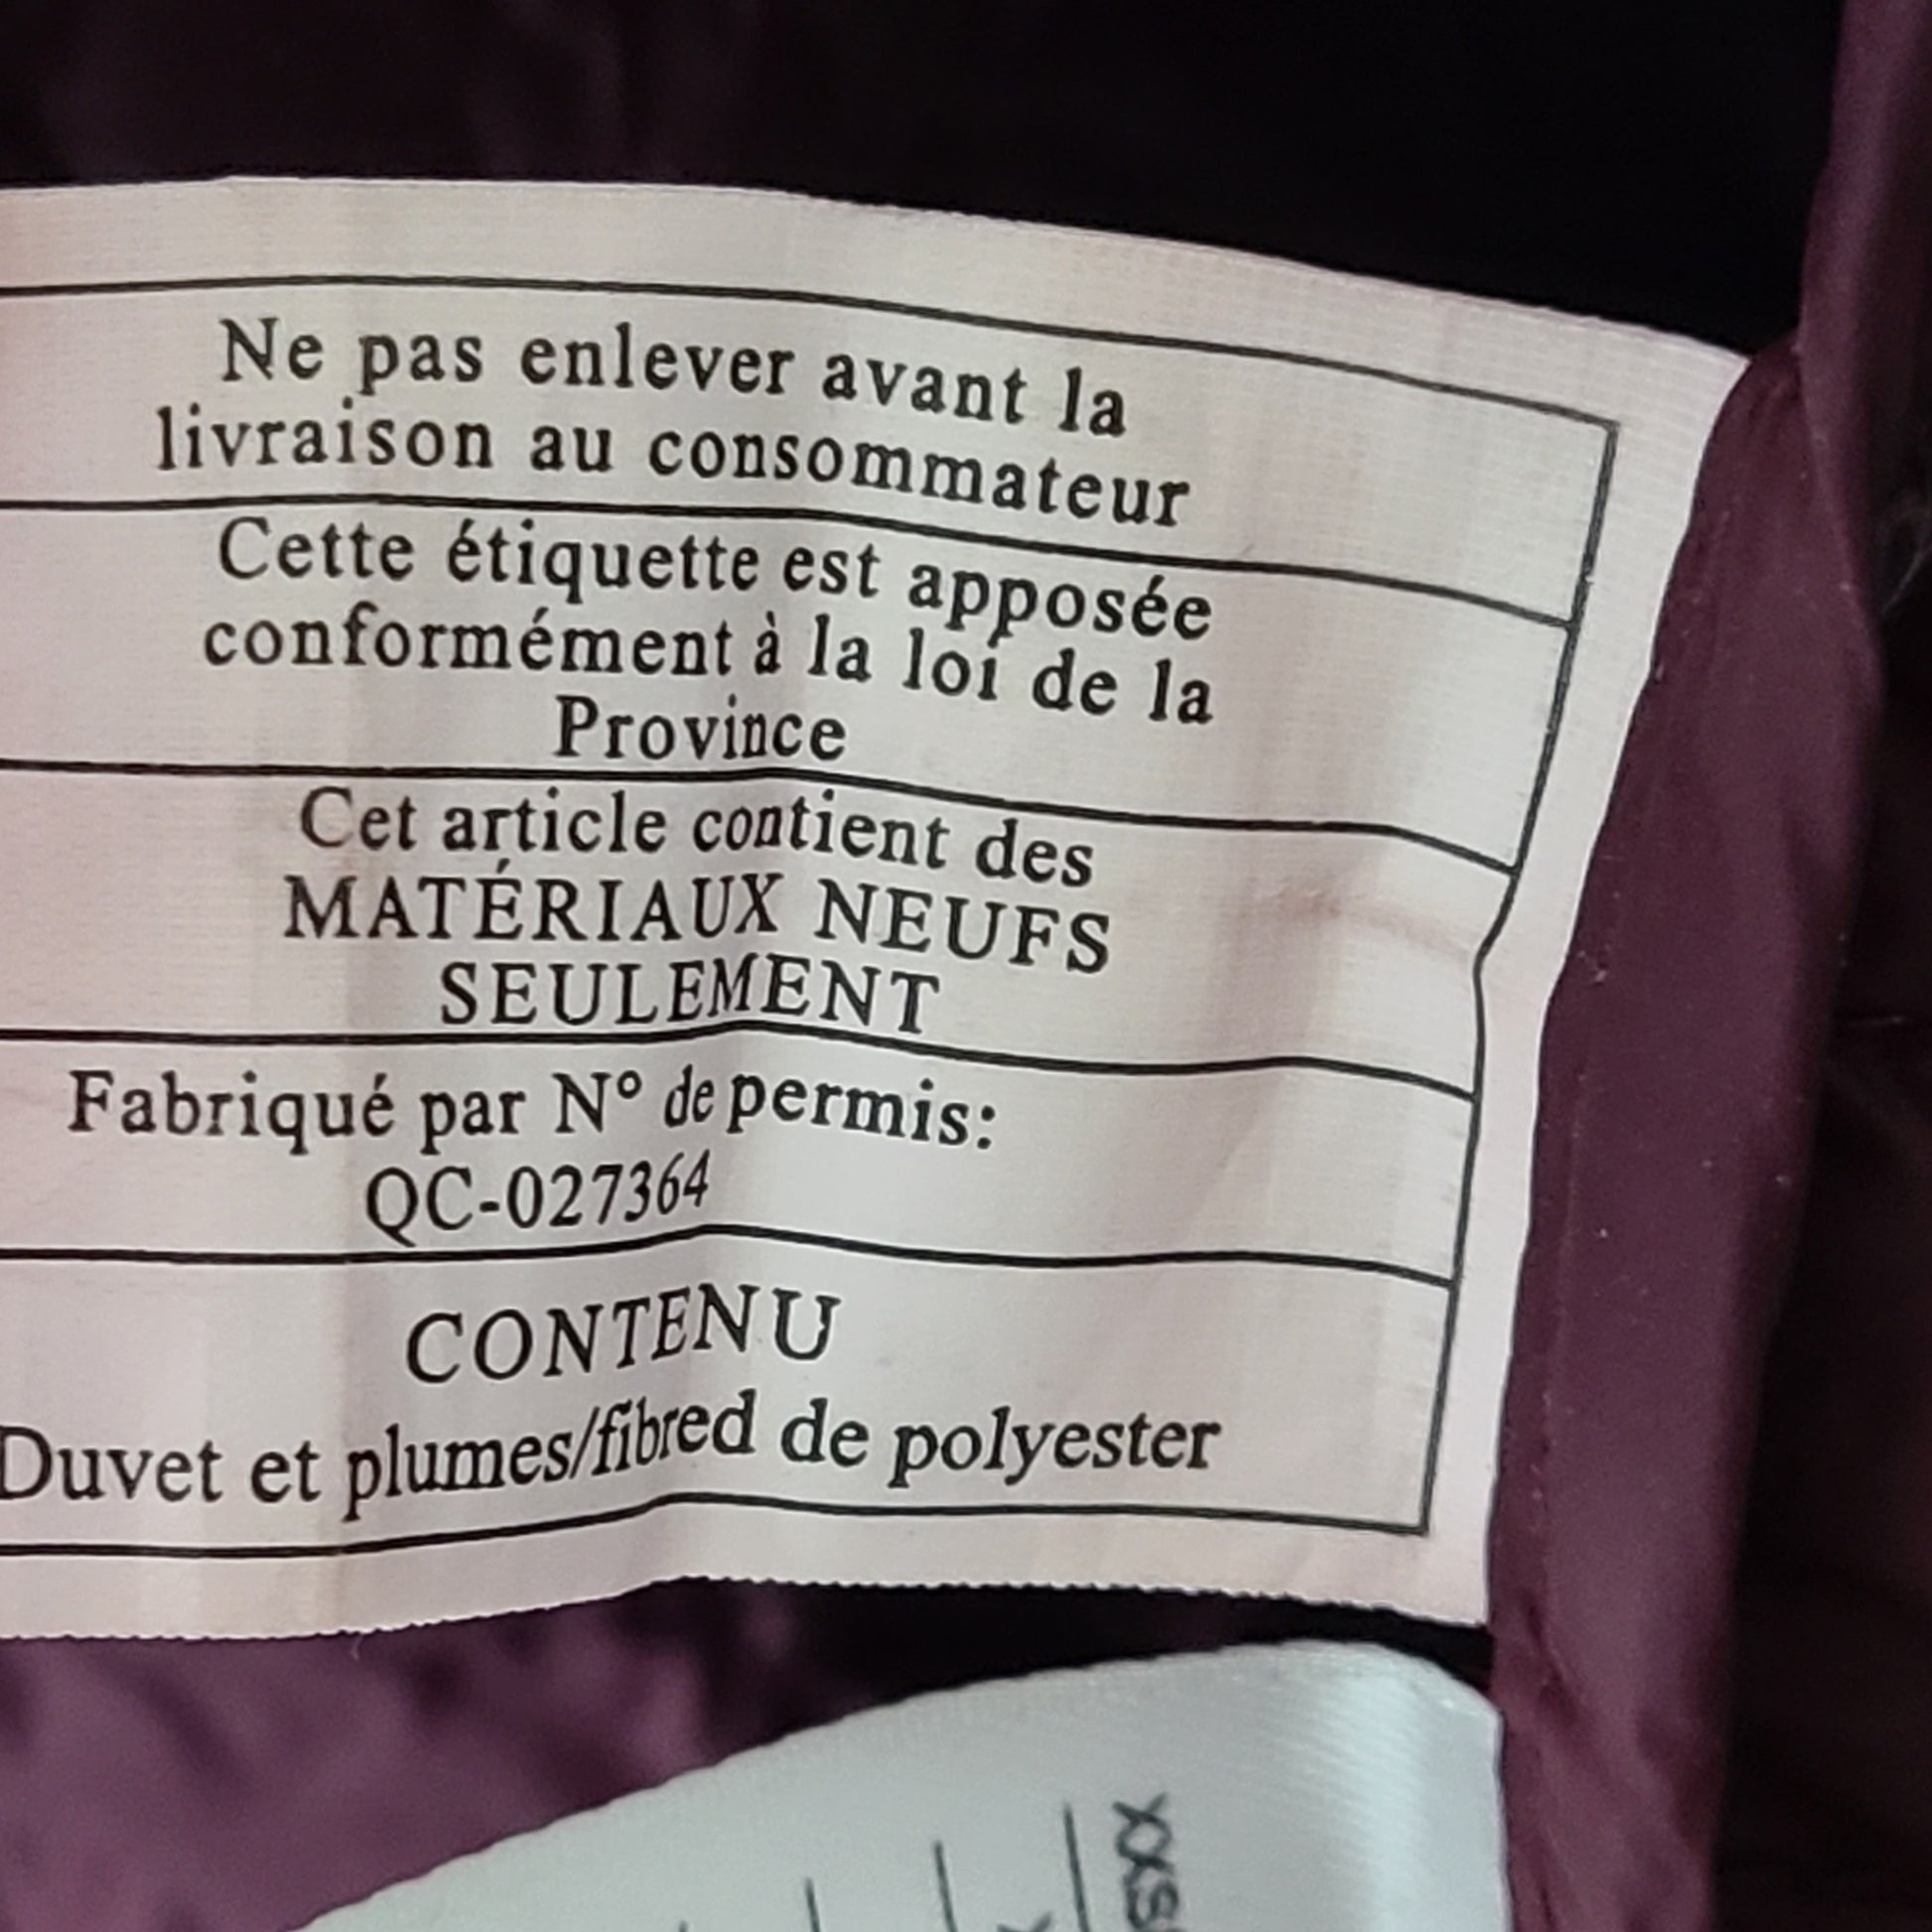 Ne pas enlever avant la
livraison au consommateur
Cette étiquette est apposée
conformément à la loi de la
Province
Cet article contient des
MATÉRIAUX NEUFS
SEULEMENT
Fabriqué par N° de permis:
QC-027364
CONTENU
Duvet et plumes/fibred de polyester